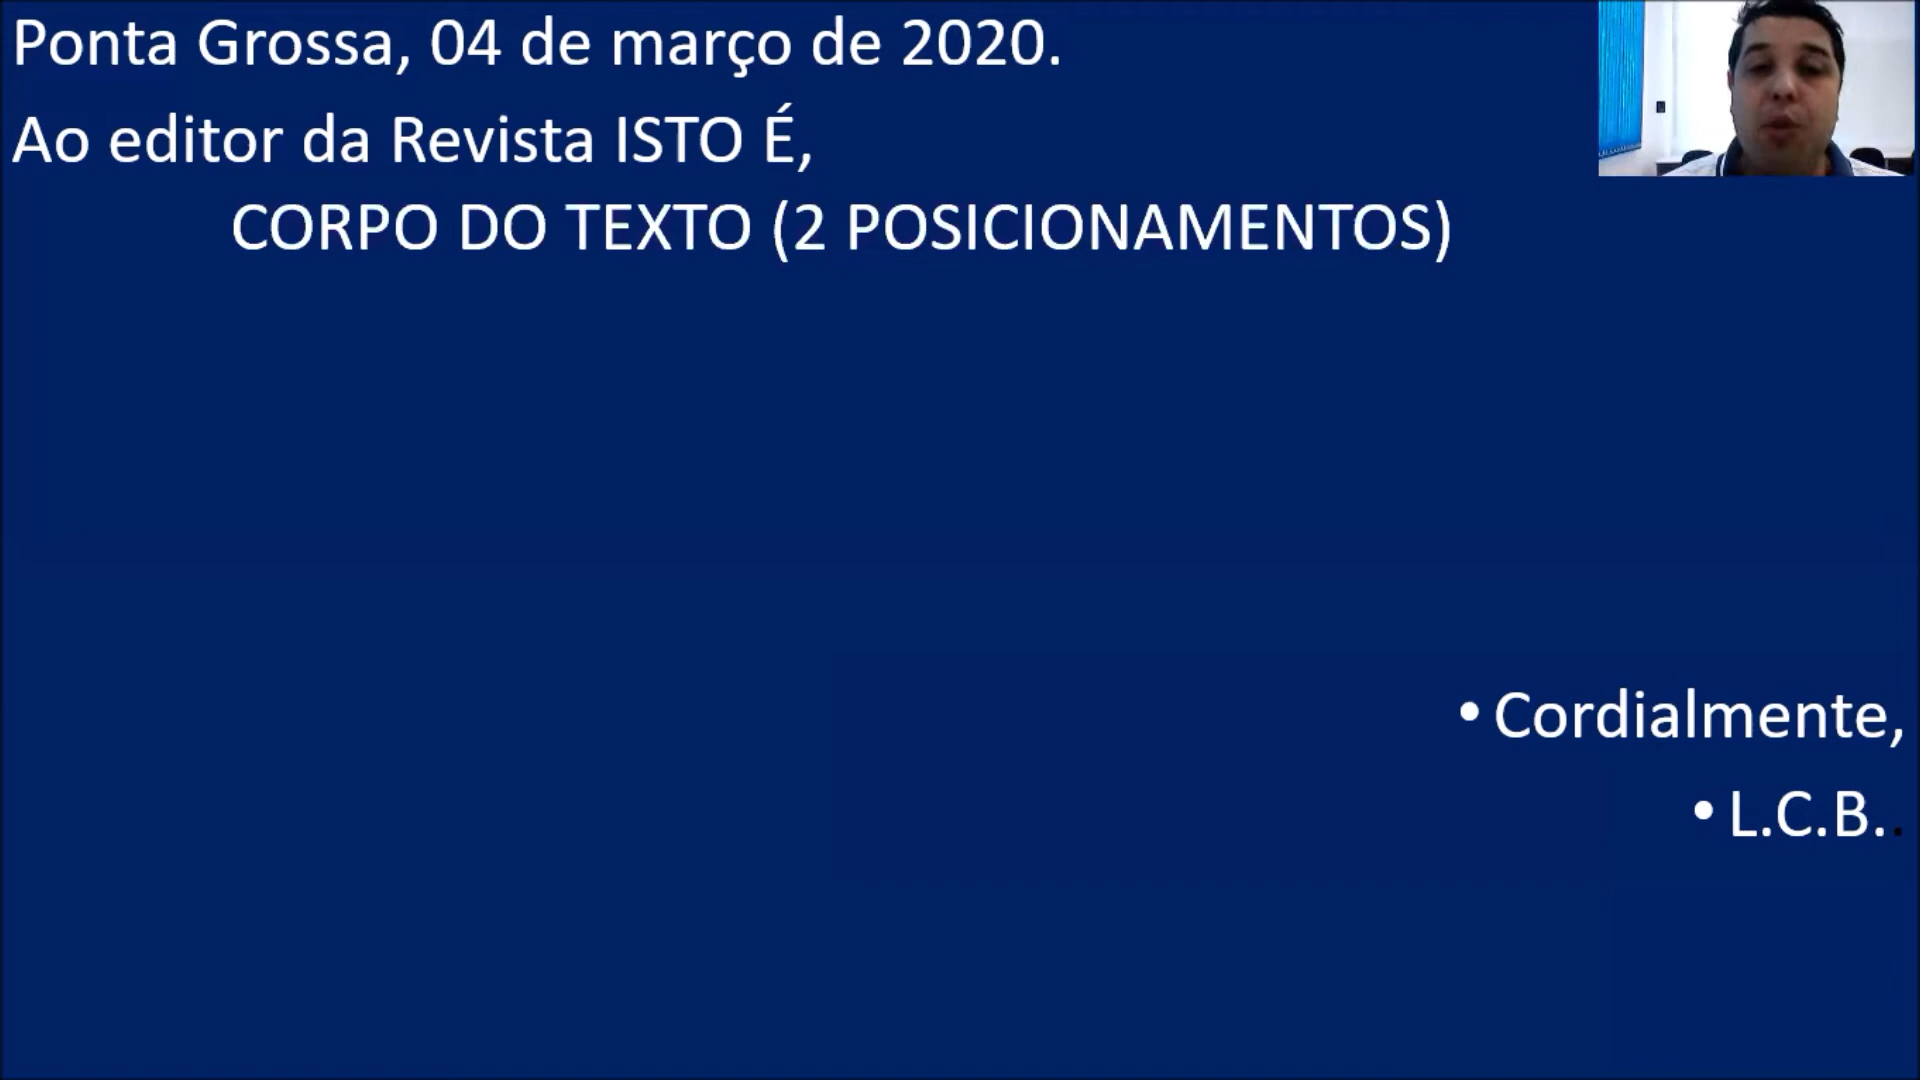 Ponta Grossa, 04 de março de 2020.
Ao editor da Revista ISTO É,
CORPO DO TEXTO (2 POSICIONAMENTOS)
• Cordialmente,
• L.C.B..